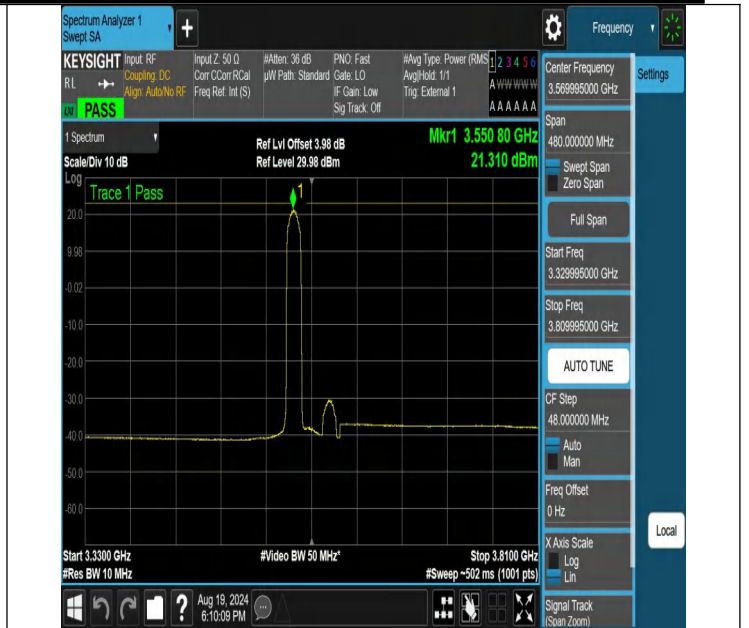 Spectrum Analyzer 1
Swept SA
+
Frequency
KEYSIGHT
RL
PASS
Input: RF
Coupling: DC
Align: Auto/No RF
Input Z: 50 Ω
Corr CCorr RCal
Freq Ref: Int (S)
#Atten: 36 dB
µW Path: Standard
PNO: Fast
Gate: LO
IF Gain: Low
Sig Track: Off
#Avg Type: Power (RMS
Avg|Hold: 1/1
Trig: External 1
1 2 3 4 5 6
A W W W W W
A A A A A A
1 Spectrum
Scale/Div 10 dB
Ref Lvl Offset 3.98 dB
Ref Level 29.98 dBm
Mkr1 3.550 80 GHz
21.310 dBm
Log
Trace 1 Pass
1
20.0
9.98
-0.02
-10.0
-20.0
-30.0
-40.0
-50.0
-60.0
Start 3.3300 GHz
#Res BW 10 MHz
#Video BW 50 MHz*
Stop 3.8100 GHz
#Sweep ~502 ms (1001 pts)
Center Frequency
3.569995000 GHz
Settings
Span
480.000000 MHz
Swept Span
Zero Span
Full Span
Start Freq
3.329995000 GHz
Stop Freq
3.809995000 GHz
AUTO TUNE
CF Step
48.000000 MHz
Auto
Man
Freq Offset
0 Hz
X Axis Scale
Log
Lin
Local
Signal Track
(Span Zoom)
?
Aug 19, 2024
6:10:09 PM